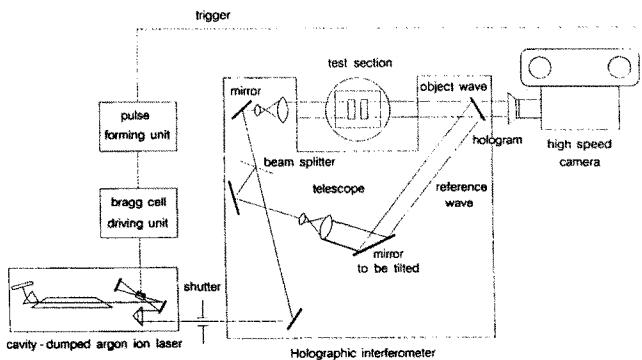 trigger
test section
mirror
object wave
pulse
forming unit
hologram
high speed
camera
beam splitter
telescope
reference
wave
bragg cell
driving unit
mirror
to be tilted
shutter
cavity-dumped argon ion laser
Holographic interferometer